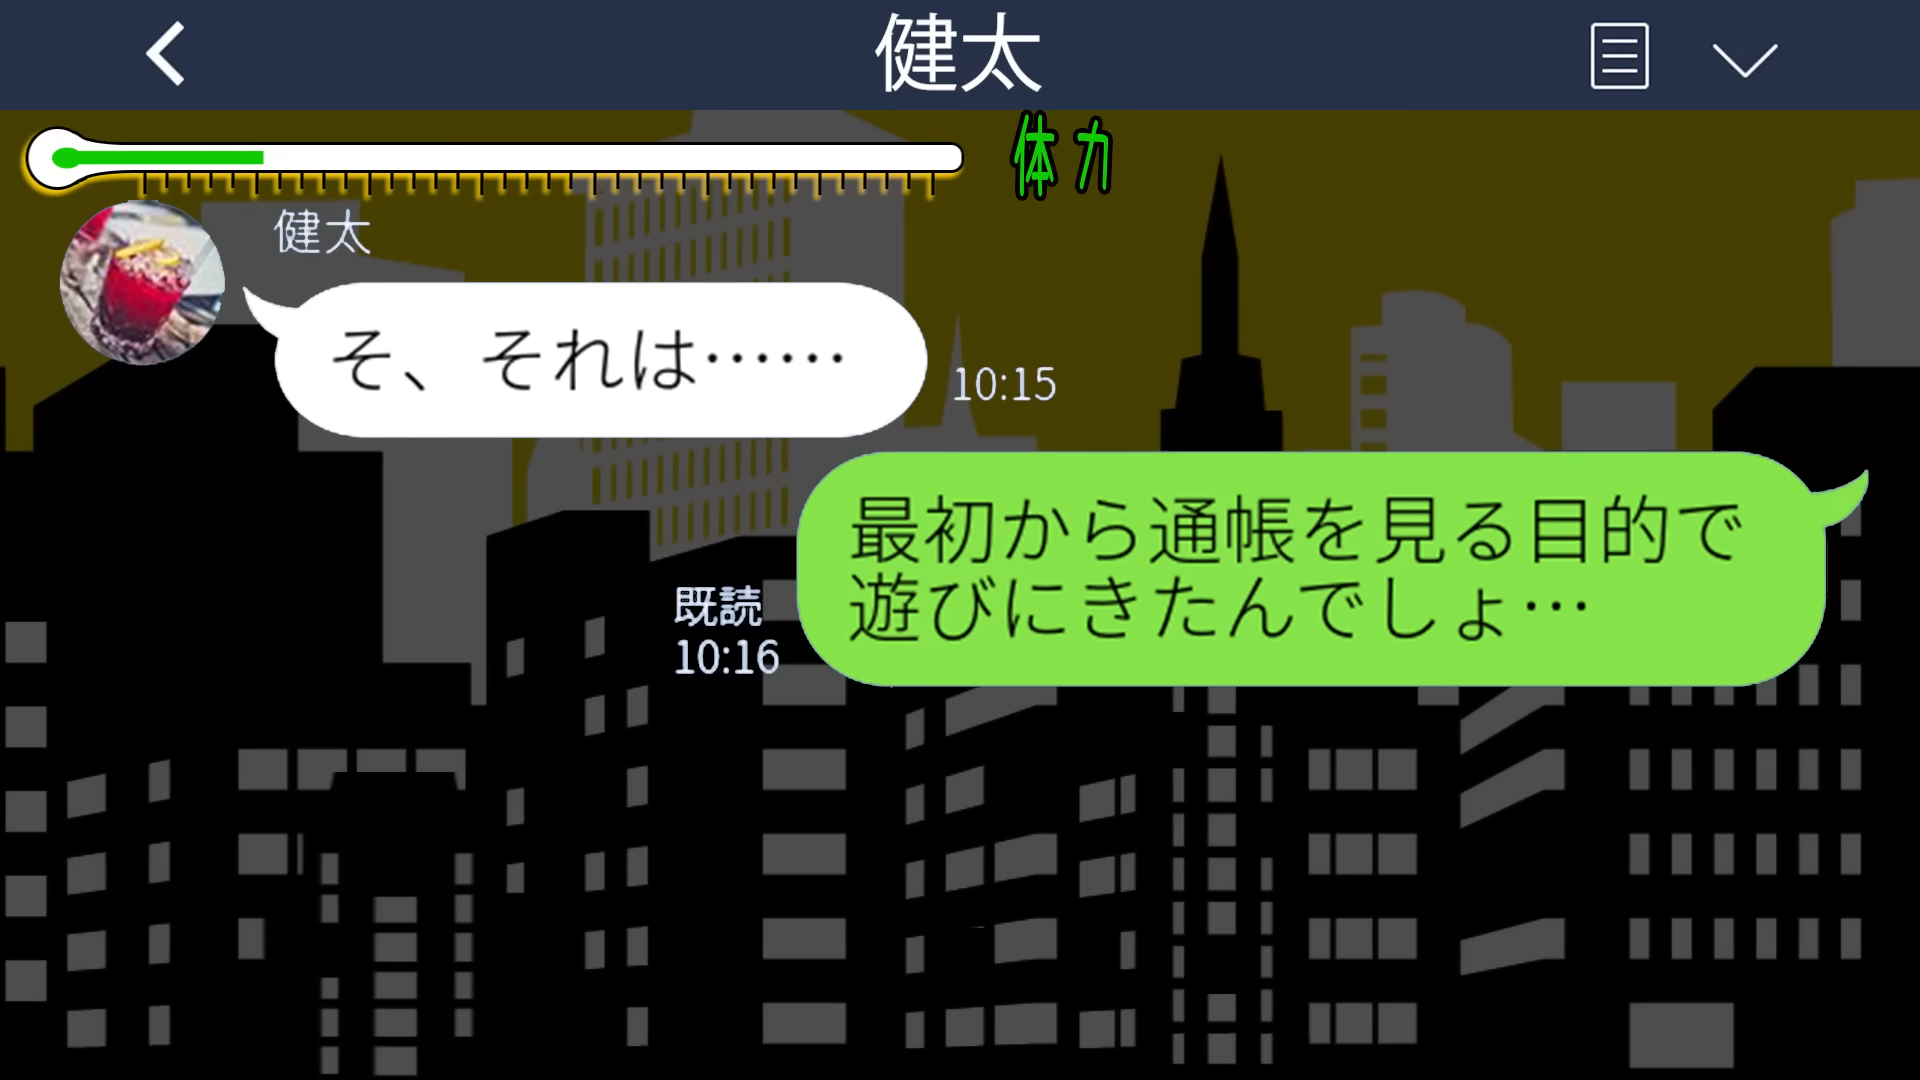 健太
体力
健太
そ、それは……
10:15
最初から通帳を見る目的で
遊びにきたんでしょ…
既読
10:16